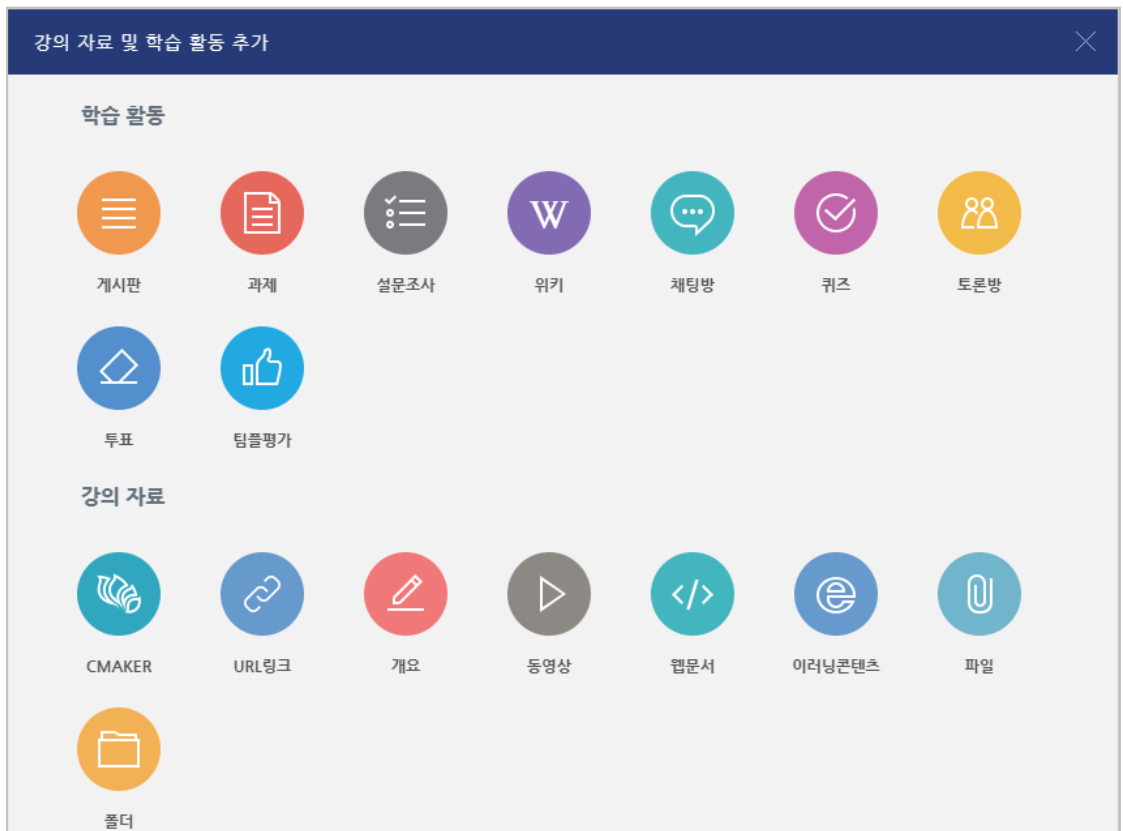 강의 자료 및 학습 활동 추가
학습 활동
W
게시판 과제 설문조사 위키 채팅방 퀴즈 토론방
투표 팀플평가
강의 자료
</>
CMAKER URL링크 개요 동영상 웹문서 이러닝콘텐츠 파일
폴더